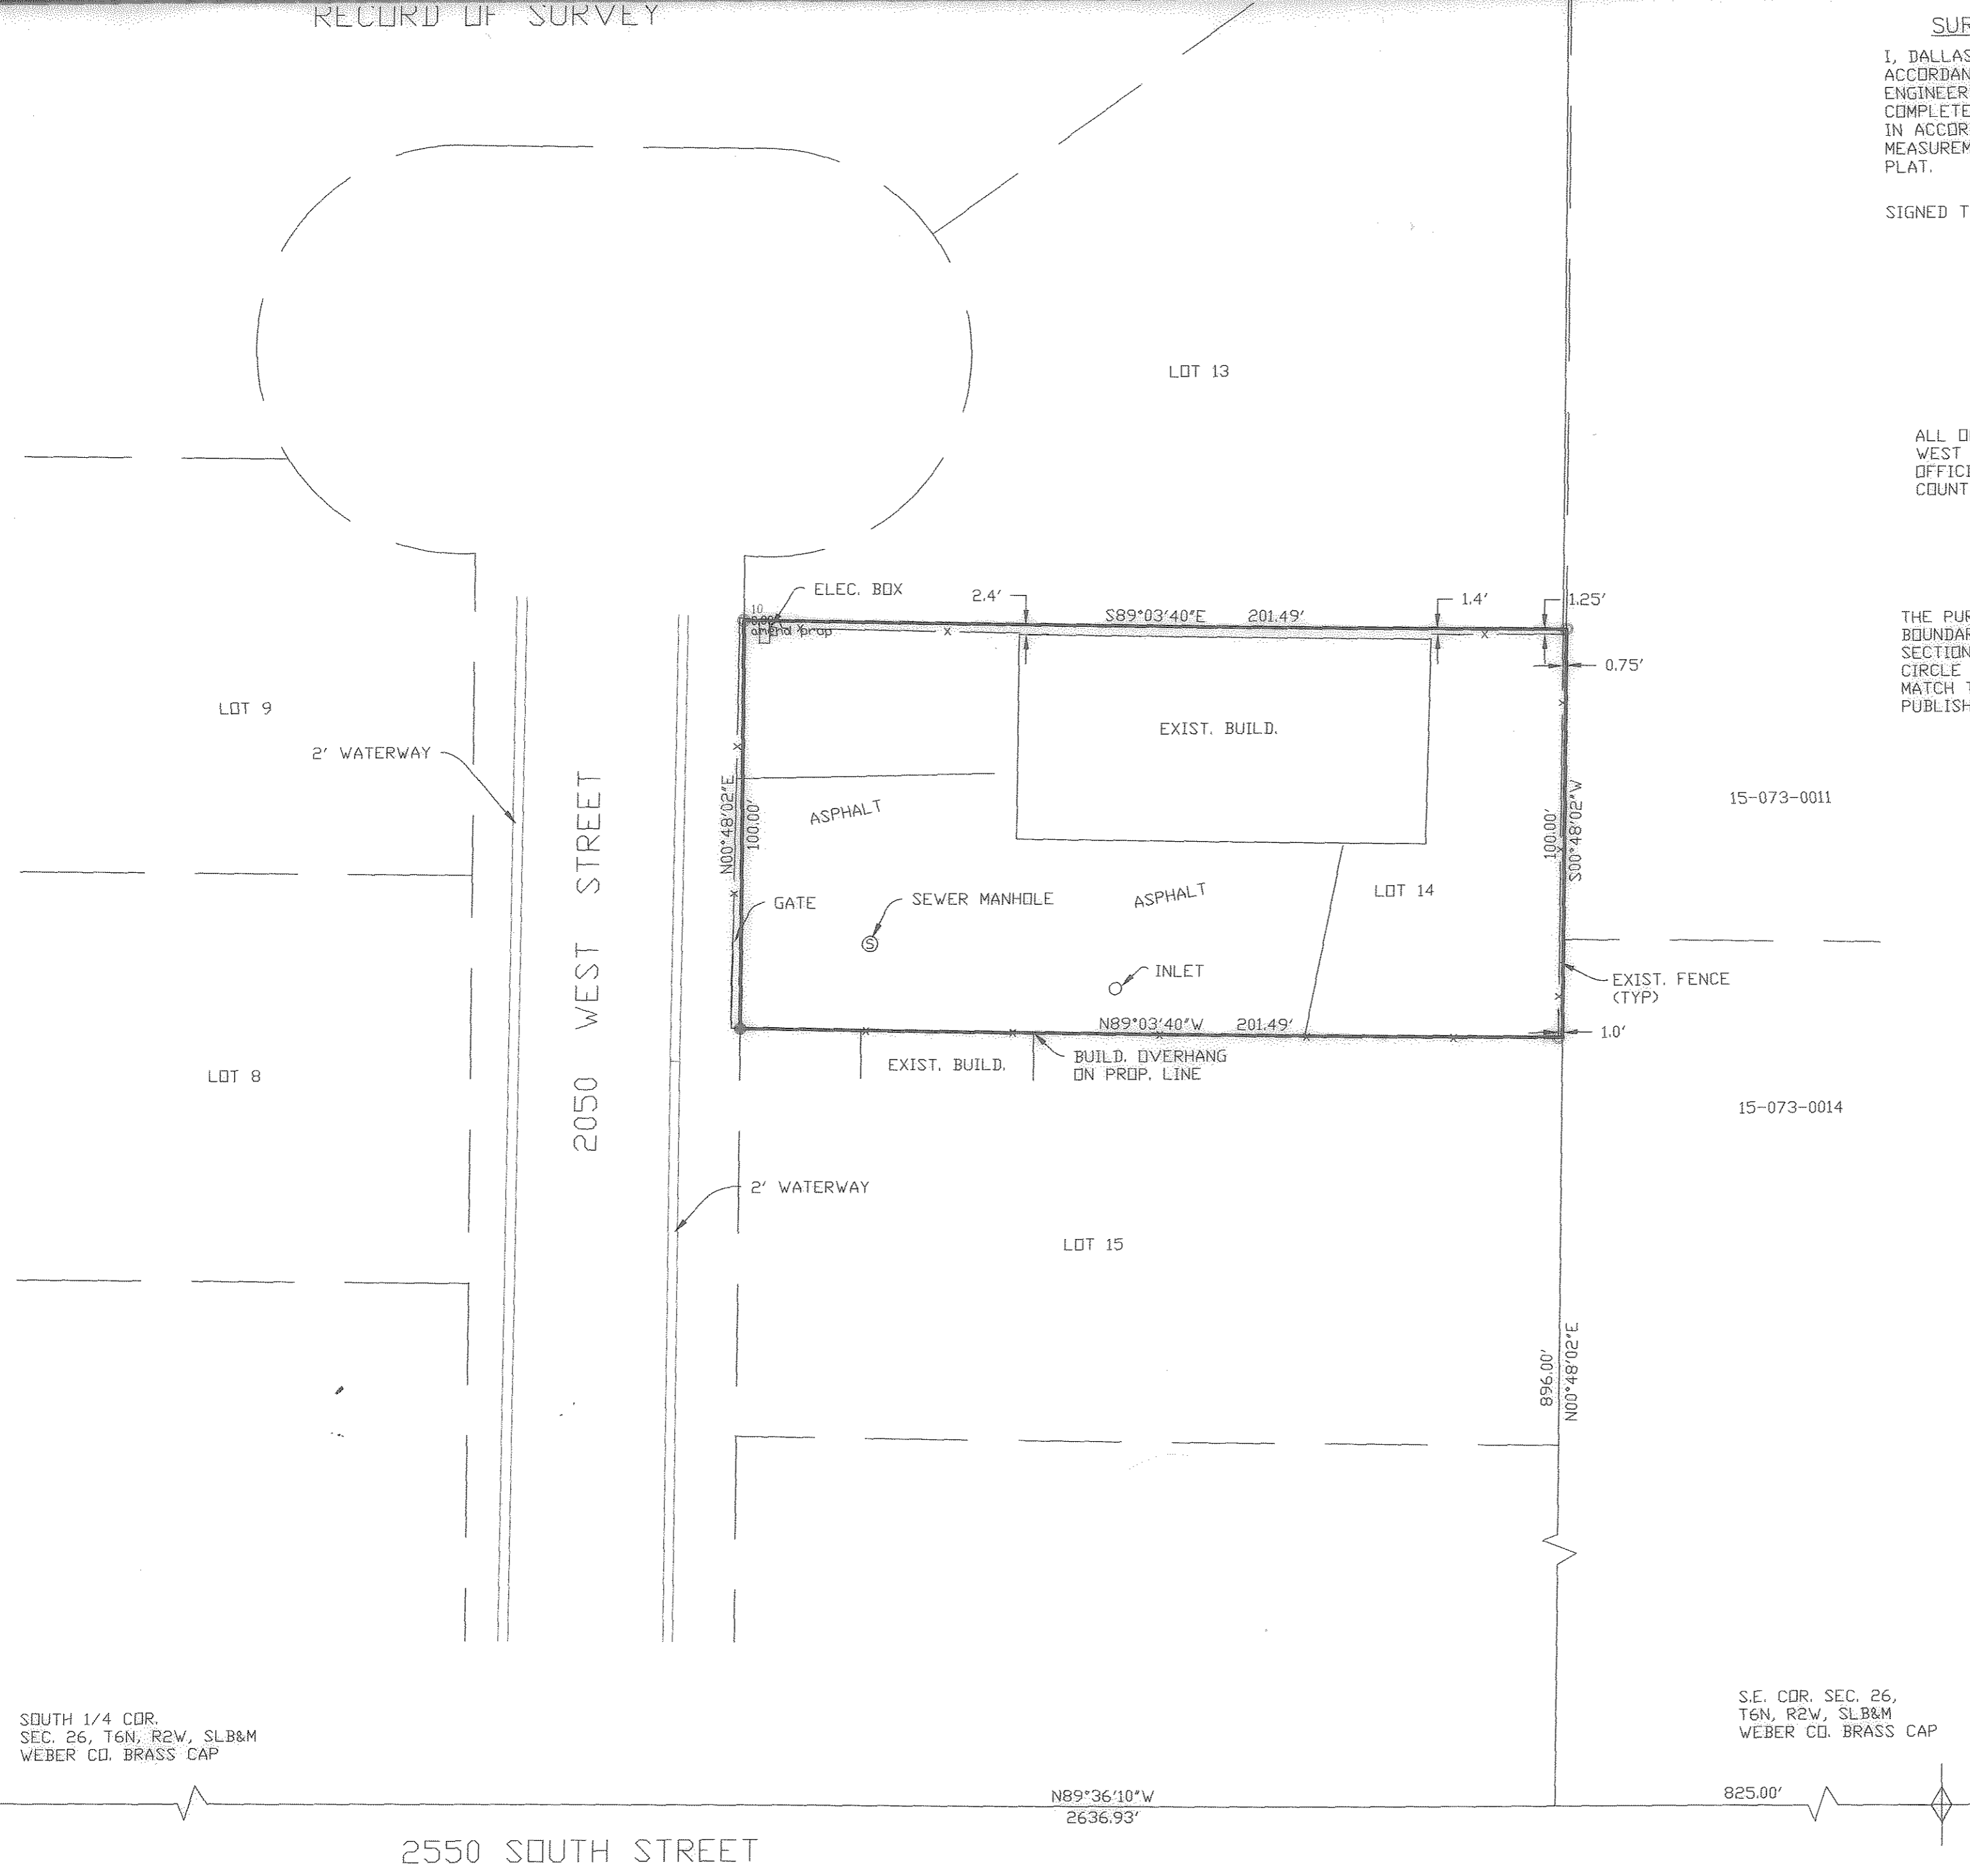 RECORD OF SURVEY
SUR
I, DALLAS
ACCORDAN
ENGINEER
COMPLETE
IN ACCOR
MEASUREM
PLAT.
SIGNED T
LOT 13
ALL O
WEST
OFFICI
COUNT
ELEC. BOX
2.4'
S89°03'40"E 201.49'
1.4'
1.25'
10
amend prop
0.75'
THE PUR
BOUNDAR
SECTION
CIRCLE
MATCH T
PUBLISH
LOT 9
EXIST. BUILD.
2' WATERWAY
2050 WEST STREET
N00°48'02"E
100.00'
ASPHALT
100.00'
S00°48'02"W
15-073-0011
GATE
SEWER MANHOLE
S
ASPHALT
LOT 14
INLET
EXIST. FENCE
(TYP)
N89°03'40"W 201.49'
1.0'
EXIST. BUILD.
BUILD. OVERHANG
ON PROP. LINE
LOT 8
15-073-0014
2' WATERWAY
LOT 15
896.00'
N00°48'02"E
SOUTH 1/4 COR.
SEC. 26, T6N, R2W, SLB&M
WEBER CO. BRASS CAP
S.E. COR. SEC. 26,
T6N, R2W, SLB&M
WEBER CO. BRASS CAP
N89°36'10"W
2636.93'
825.00'
2550 SOUTH STREET